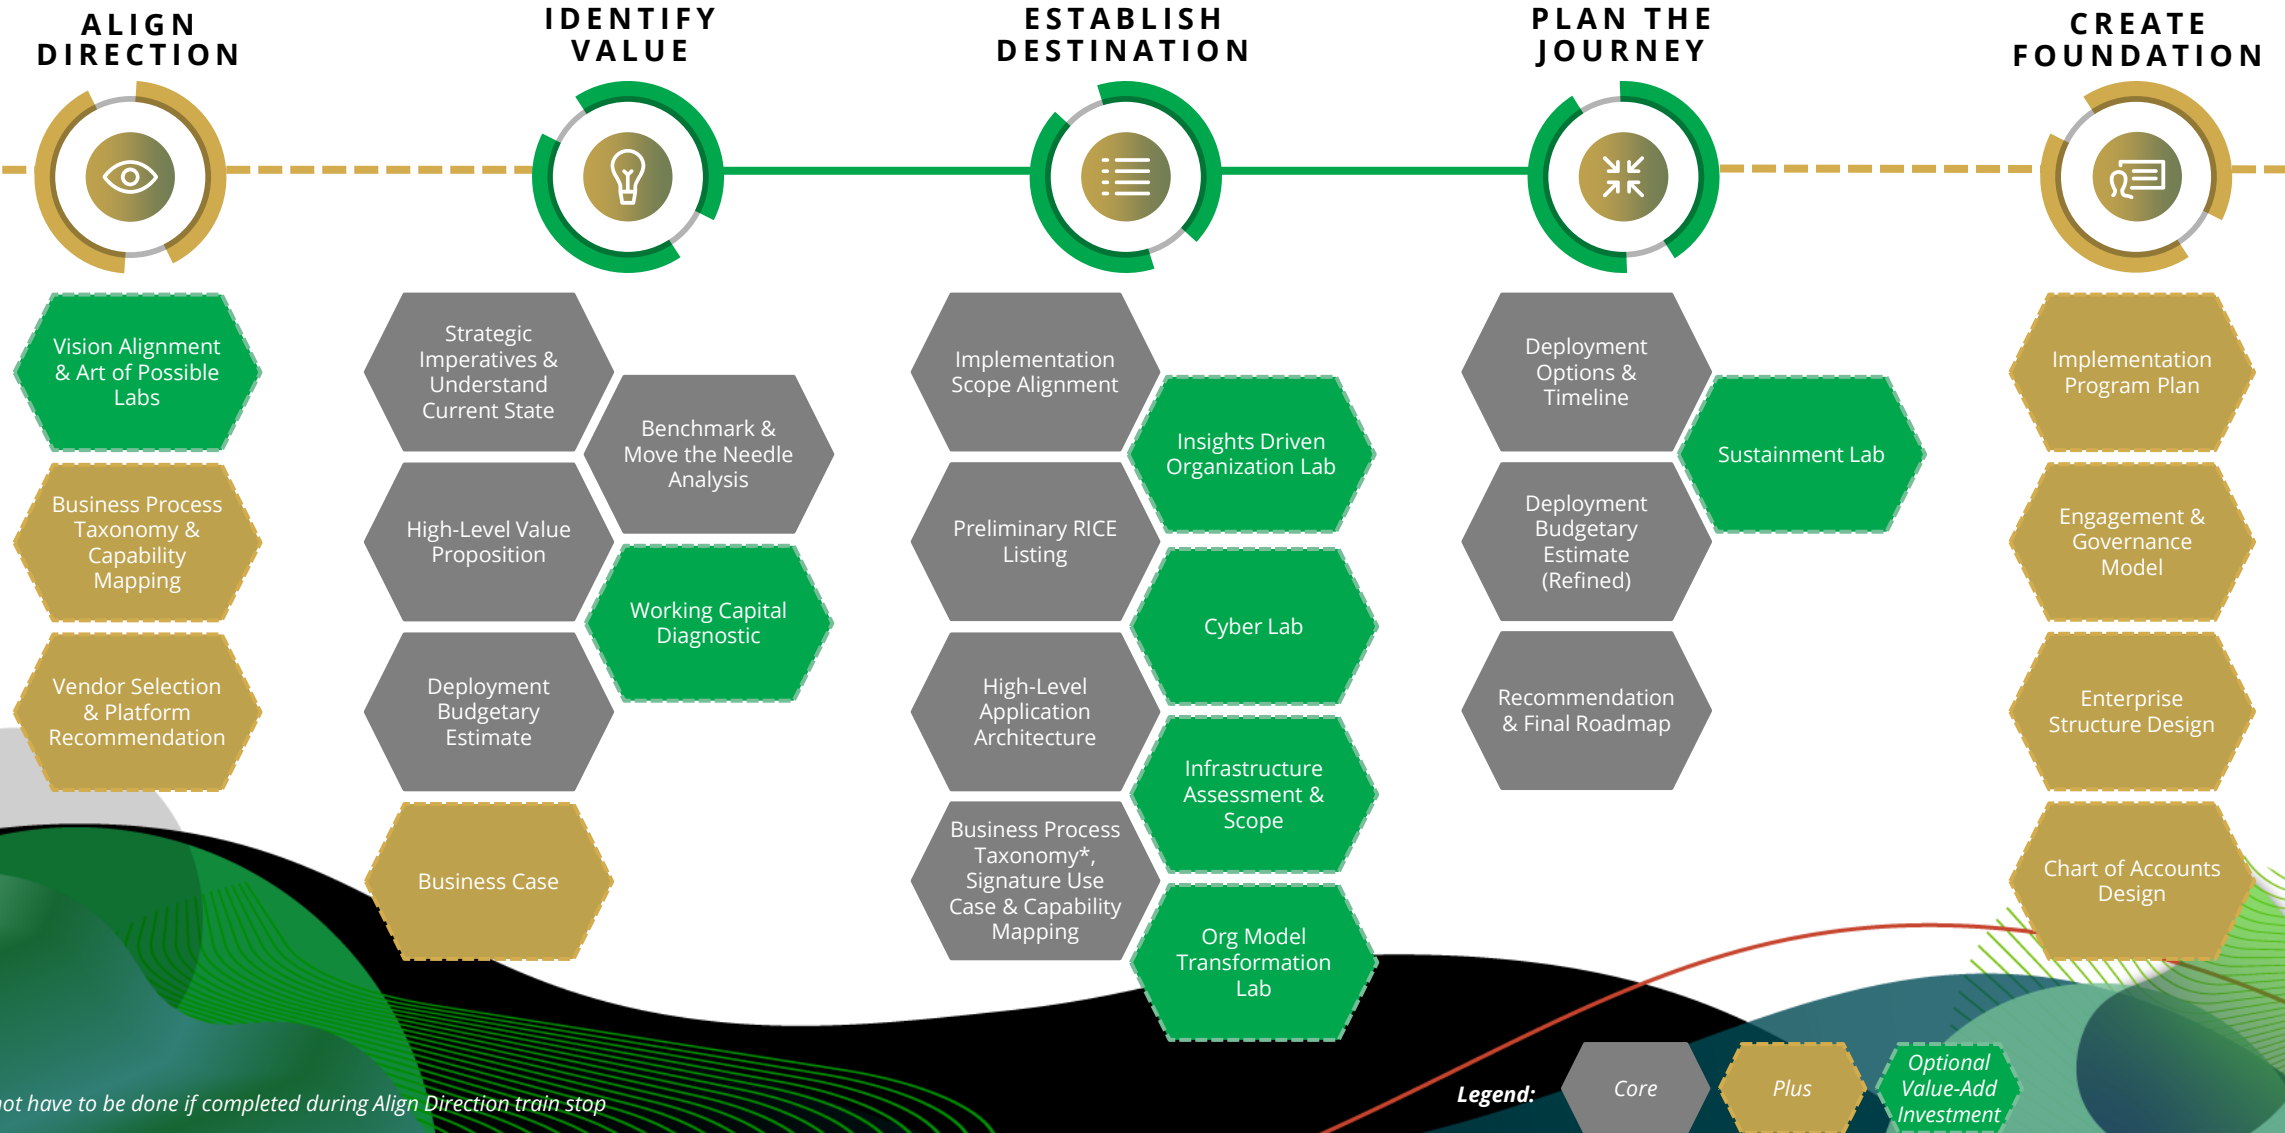 ALIGN
DIRECTION
IDENTIFY
VALUE
ESTABLISH
DESTINATION
PLAN THE
JOURNEY
CREATE
FOUNDATION
Vision Alignment
& Art of Possible
Labs
Business Process
Taxonomy &
Capability
Mapping
Vendor Selection
& Platform
Recommendation
Strategic
Imperatives &
Understand
Current State
High-Level Value
Proposition
Deployment
Budgetary
Estimate
Business Case
Benchmark &
Move the Needle
Analysis
Working Capital
Diagnostic
Implementation
Scope Alignment
Preliminary RICE
Listing
High-Level
Application
Architecture
Business Process
Taxonomy*,
Signature Use
Case & Capability
Mapping
Insights Driven
Organization Lab
Cyber Lab
Infrastructure
Assessment &
Scope
Org Model
Transformation
Lab
Deployment
Options &
Timeline
Deployment
Budgetary
Estimate
(Refined)
Recommendation
& Final Roadmap
Sustainment Lab
Implementation
Program Plan
Engagement &
Governance
Model
Enterprise
Structure Design
Chart of Accounts
Design
not have to be done if completed during Align Direction train stop
Legend:
Core
Plus
Optional
Value-Add
Investment